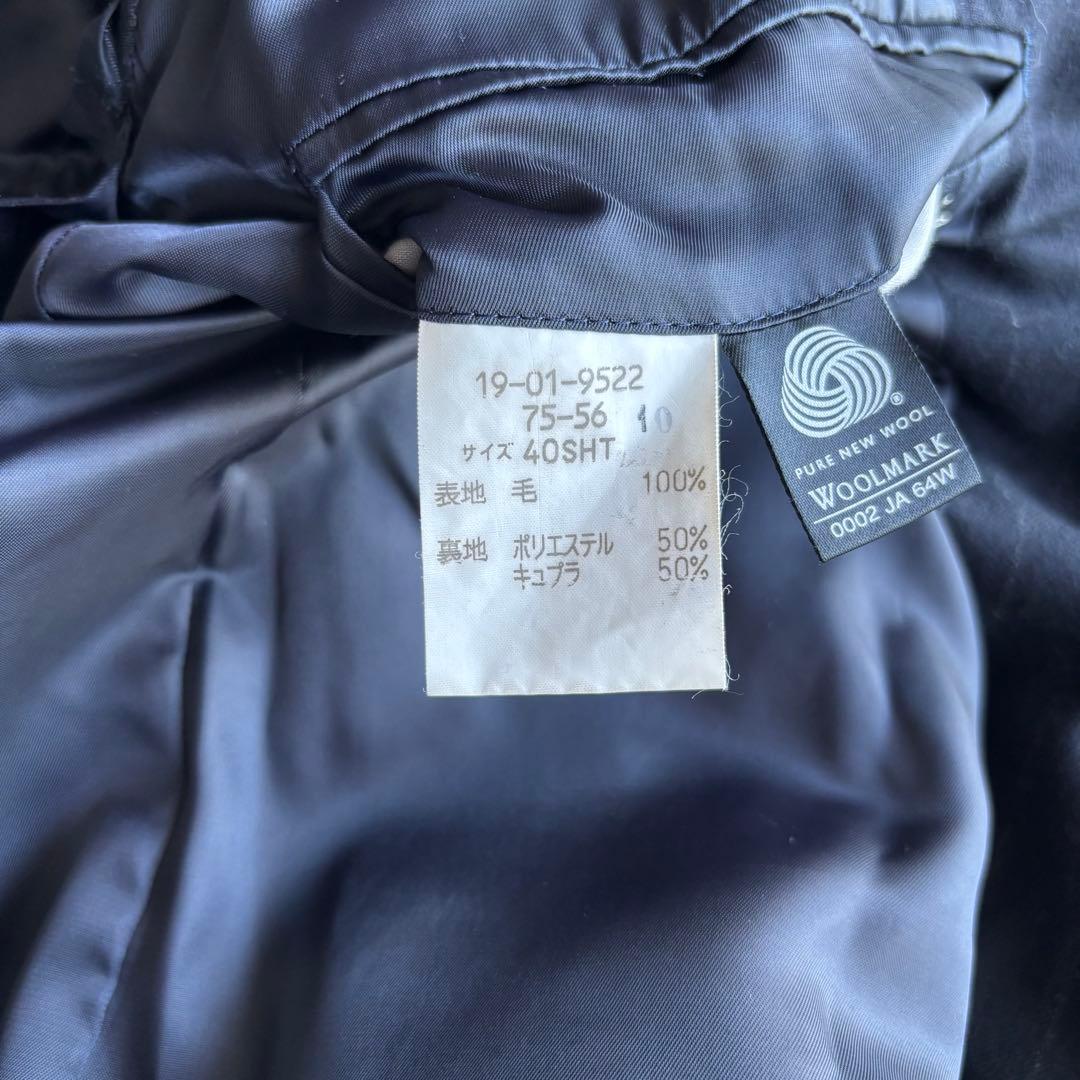 19-01-9522
75-56 10
サイズ 40SHT
表地 毛 100%
裏地 ポリエステル 50%
キュプラ 50%
®
PURE NEW WOOL
WOOLMARK
0002 JA 64W